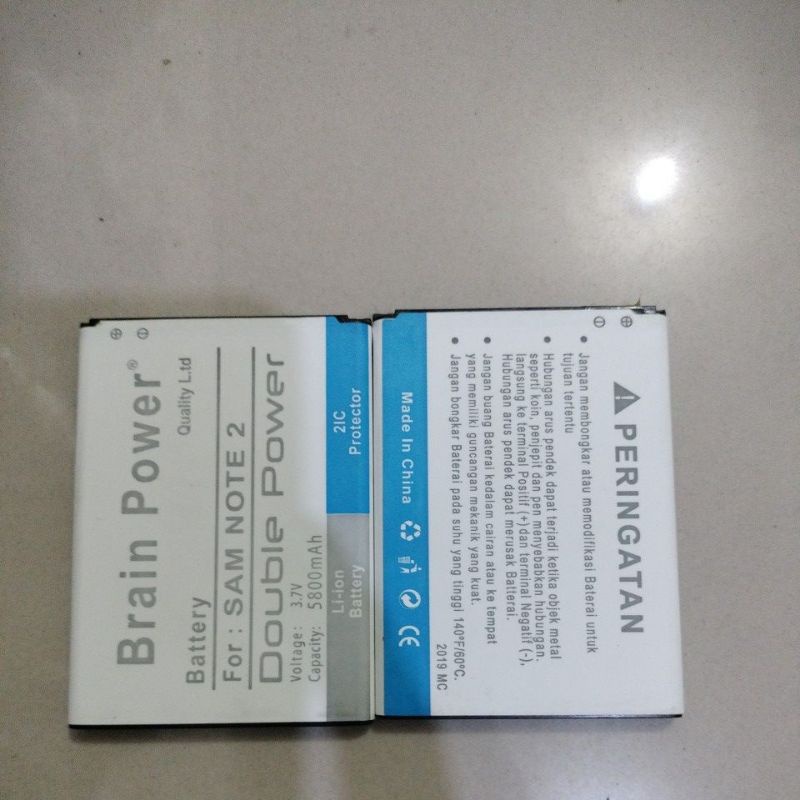 Brain Power®
Quality L.td
Battery
For : SAM NOTE 2
Double Power
Voltage : 3.7V
Capacity: 5800mAh
Li-Ion
Battery
2IC
Protector
PERINGATAN
• Jangan membongkar atau memodifikasi Baterai untuk
tujuan tertentu
• Hubungan arus pendek dapat terjadi ketika objek metal
seperti koin, penjepit dan pen menyebabkan hubungan.
langsung ke terminal Positif (+) dan terminal Negatif (-),
Hubungan arus pendek dapat merusak Batterai.
• Jangan buang Baterai kedalam cairan atau ke tempat
yang memiliki guncangan mekanik yang kuat.
• Jangan bongkar Baterai pada suhu yang tinggi 140°F/60°C.
2019 MC
Made In China
CE